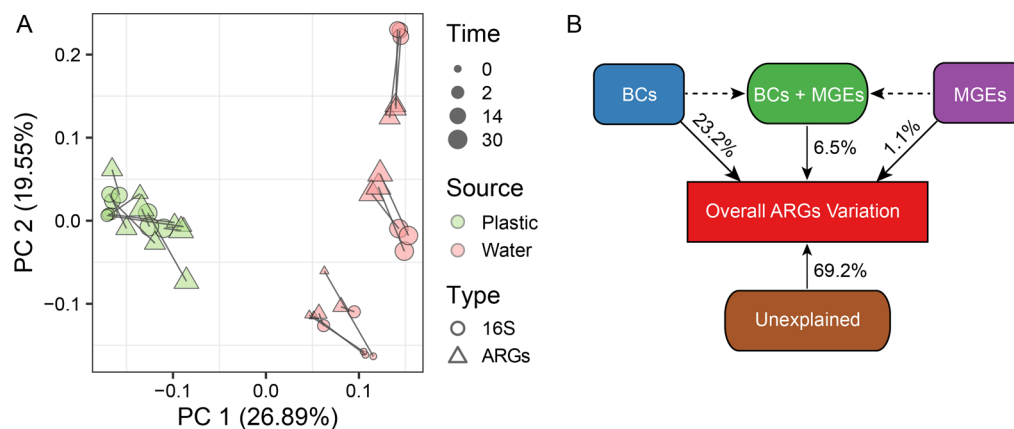 A
PC 2 (19.55%)
0.2
0.1
0.0
−0.1
−0.1
0.0
0.1
PC 1 (26.89%)
Time
0
2
14
30
Source
Plastic
Water
Type
16S
ARGs
B
BCs
BCs + MGEs
MGEs
23.2%
6.5%
1.1%
Overall ARGs Variation
69.2%
Unexplained